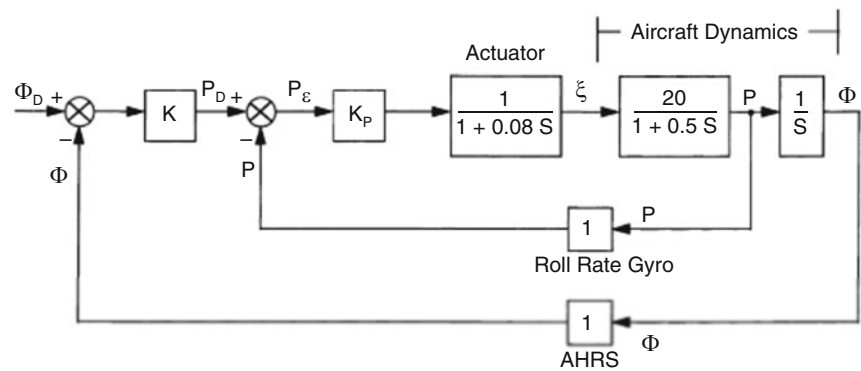 Aircraft Dynamics
Actuator
Φ_D +
−
Φ
K
P_D +
−
P
P_ε
K_P
1
1 + 0.08 S
ξ
20
1 + 0.5 S
P
1
S
Φ
1
P
Roll Rate Gyro
1
Φ
AHRS